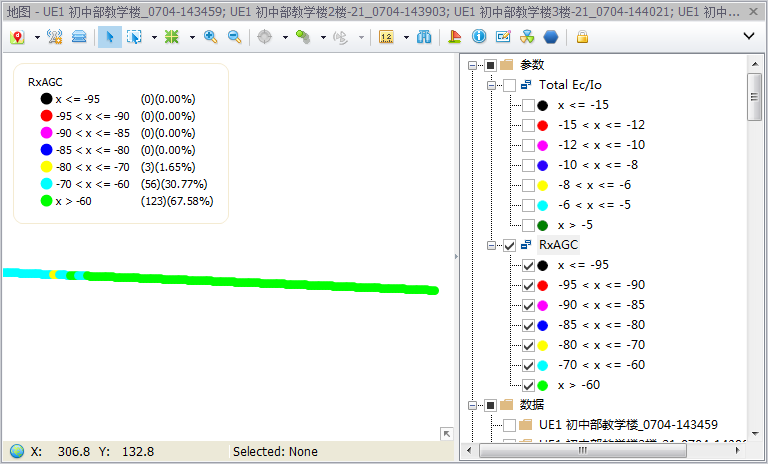 地图 - UE1 初中部教学楼_0704-143459; UE1 初中部教学楼2楼-21_0704-143903; UE1 初中部教学楼3楼-21_0704-144021; UE1 初中...
12
RxAGC
x <= -95 (0)(0.00%)
-95 < x <= -90 (0)(0.00%)
-90 < x <= -85 (0)(0.00%)
-85 < x <= -80 (0)(0.00%)
-80 < x <= -70 (3)(1.65%)
-70 < x <= -60 (56)(30.77%)
x > -60 (123)(67.58%)
参数
Total Ec/Io
x <= -15
-15 < x <= -12
-12 < x <= -10
-10 < x <= -8
-8 < x <= -6
-6 < x <= -5
x > -5
RxAGC
x <= -95
-95 < x <= -90
-90 < x <= -85
-85 < x <= -80
-80 < x <= -70
-70 < x <= -60
x > -60
数据
UE1 初中部教学楼_0704-143459
X: 306.8 Y: 132.8 Selected: None